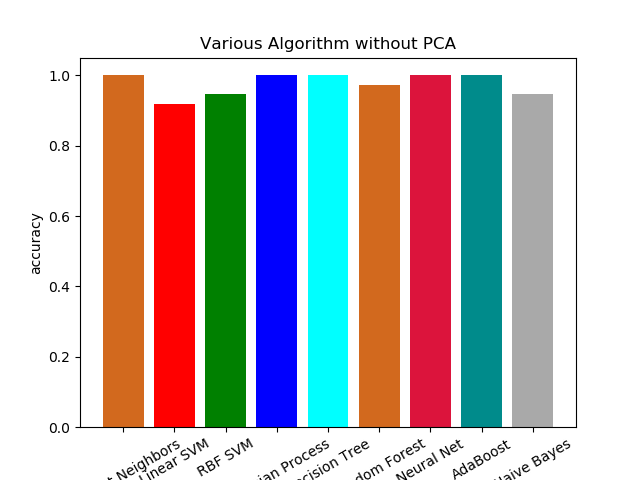 Various Algorithm without PCA
accuracy
1.0
0.8
0.6
0.4
0.2
0.0
t Neighbors
Linear SVM
RBF SVM
ian Process
cision Tree
dom Forest
Neural Net
AdaBoost
Naive Bayes